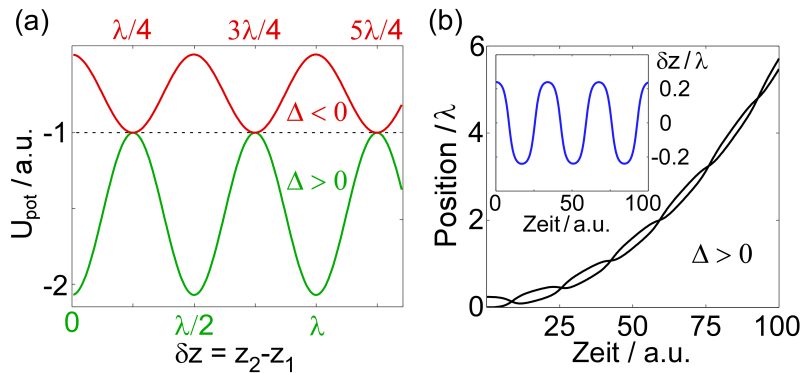 (a)
λ/4 3λ/4 5λ/4
Δ < 0
-1
Δ > 0
-2
U_pot / a.u.
0 λ/2 λ
δz = z_2-z_1
(b)
6
4
2
0
Position / λ
δz / λ
0.2
0
-0.2
0 50 100
Zeit / a.u.
Δ > 0
25 50 75 100
Zeit / a.u.